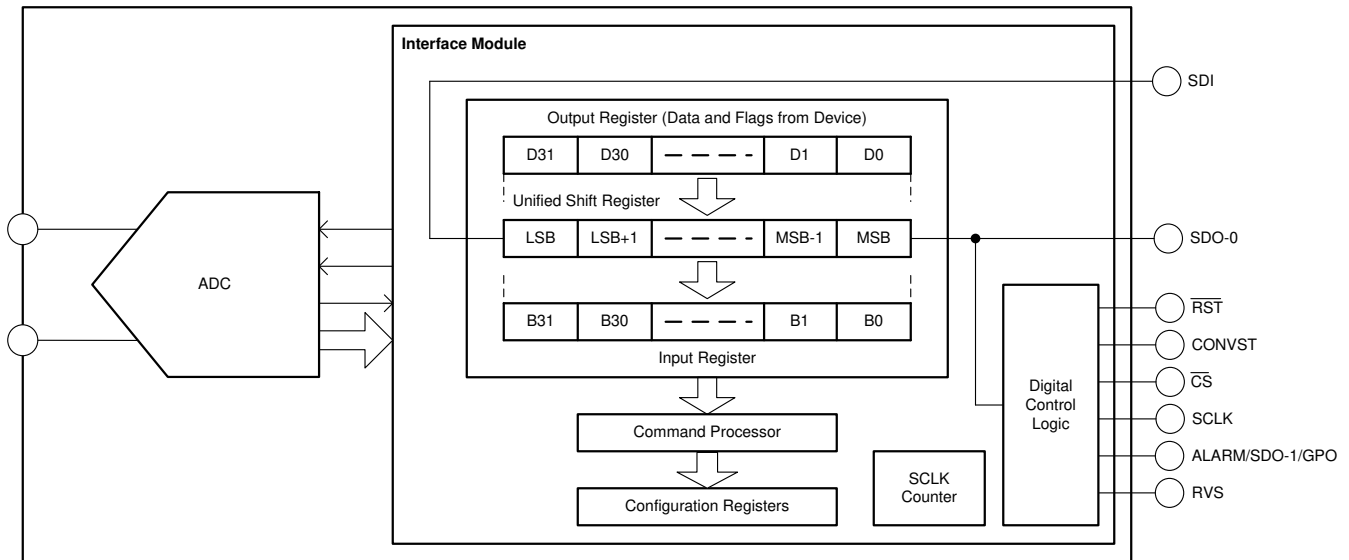 Interface Module
SDI
Output Register (Data and Flags from Device)
D31 D30 D1 D0
Unified Shift Register
LSB LSB+1 MSB-1 MSB
SDO-0
ADC
B31 B30 B1 B0
Input Register
RST
CONVST
CS
SCLK
ALARM/SDO-1/GPO
RVS
Digital
Control
Logic
Command Processor
SCLK
Counter
Configuration Registers